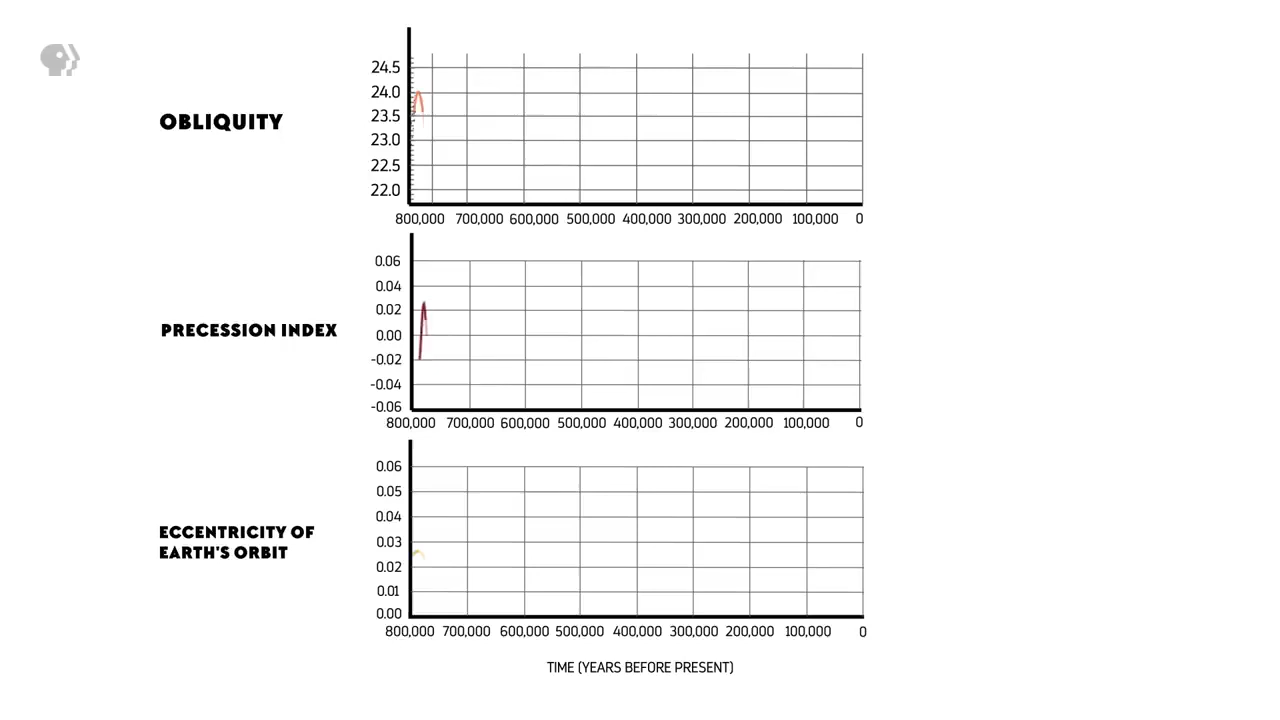 24.5
24.0
OBLIQUITY
23.5
23.0
22.5
22.0
800,000 700,000 600,000 500,000 400,000 300,000 200,000 100,000 0
0.06
0.04
0.02
PRECESSION INDEX
0.00
-0.02
-0.04
-0.06
800,000 700,000 600,000 500,000 400,000 300,000 200,000 100,000 0
0.06
0.05
0.04
ECCENTRICITY OF
EARTH'S ORBIT
0.03
0.02
0.01
0.00
800,000 700,000 600,000 500,000 400,000 300,000 200,000 100,000 0
TIME (YEARS BEFORE PRESENT)